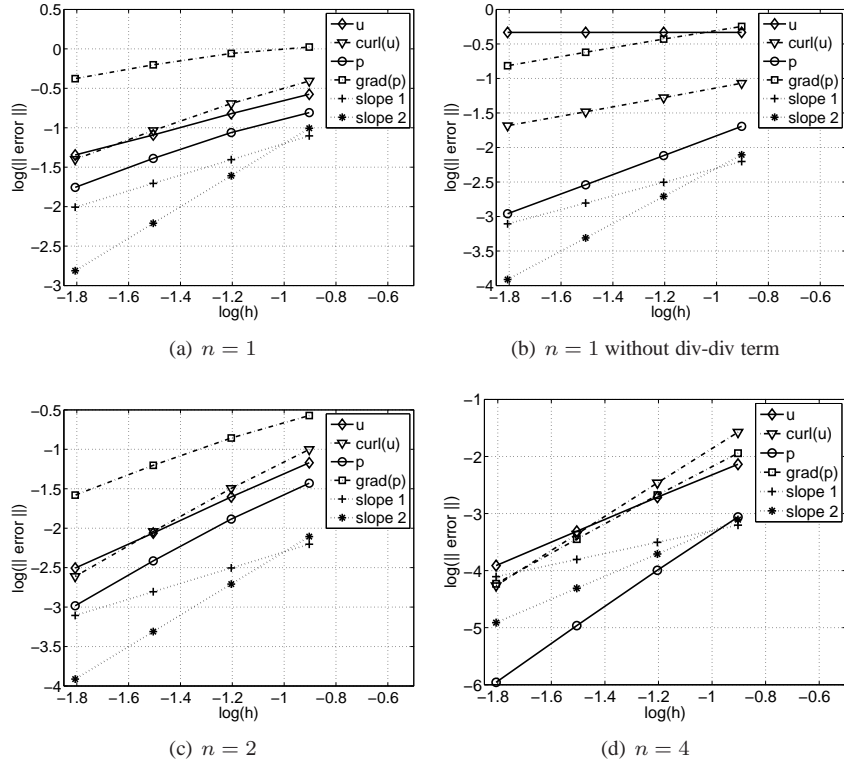 0.5
0
−0.5
−1
−1.5
−2
−2.5
−3
−1.8 −1.6 −1.4 −1.2 −1 −0.8 −0.6
log(h)
log(|| error ||)
u
curl(u)
p
grad(p)
slope 1
slope 2
(a) n = 1
0
−0.5
−1
−1.5
−2
−2.5
−3
−3.5
−4
−1.8 −1.6 −1.4 −1.2 −1 −0.8 −0.6
log(h)
log(|| error ||)
u
curl(u)
p
grad(p)
slope 1
slope 2
(b) n = 1 without div-div term
−0.5
−1
−1.5
−2
−2.5
−3
−3.5
−4
−1.8 −1.6 −1.4 −1.2 −1 −0.8 −0.6
log(h)
log(|| error ||)
u
curl(u)
p
grad(p)
slope 1
slope 2
(c) n = 2
−1
−2
−3
−4
−5
−6
−1.8 −1.6 −1.4 −1.2 −1 −0.8 −0.6
log(h)
log(|| error ||)
u
curl(u)
p
grad(p)
slope 1
slope 2
(d) n = 4